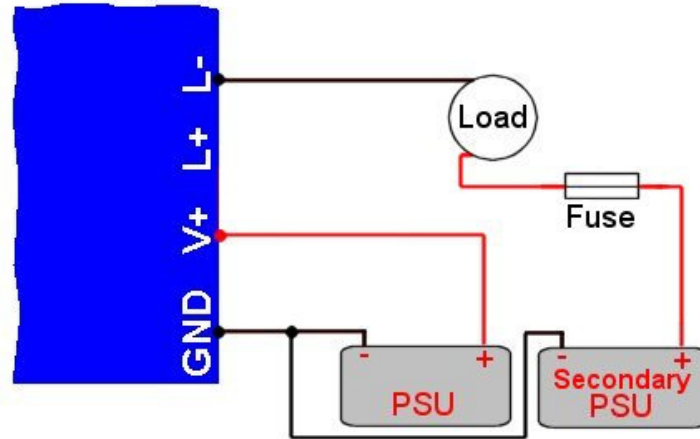 L-
L+
V+
GND
Load
Fuse
- +
PSU
- +
Secondary
PSU